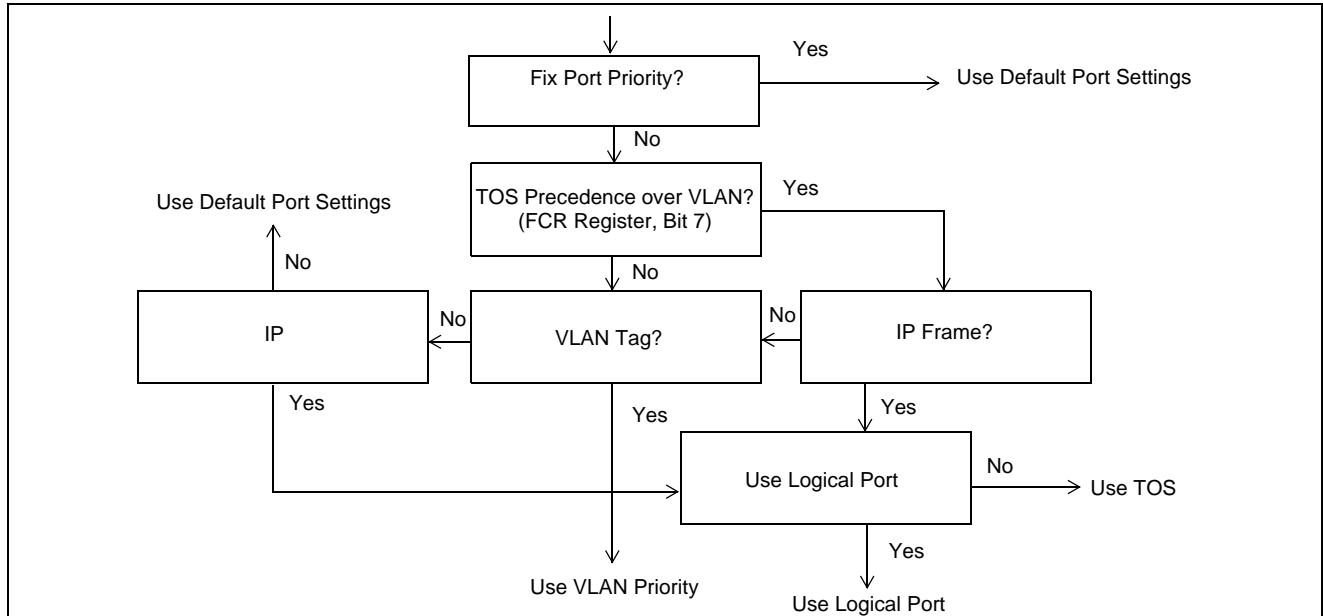 Yes
Fix Port Priority?
Use Default Port Settings
No
TOS Precedence over VLAN?
(FCR Register, Bit 7)
Yes
Use Default Port Settings
No
No
IP
No
VLAN Tag?
No
IP Frame?
Yes
Yes
Yes
Use Logical Port
No
Use TOS
Yes
Use VLAN Priority
Use Logical Port